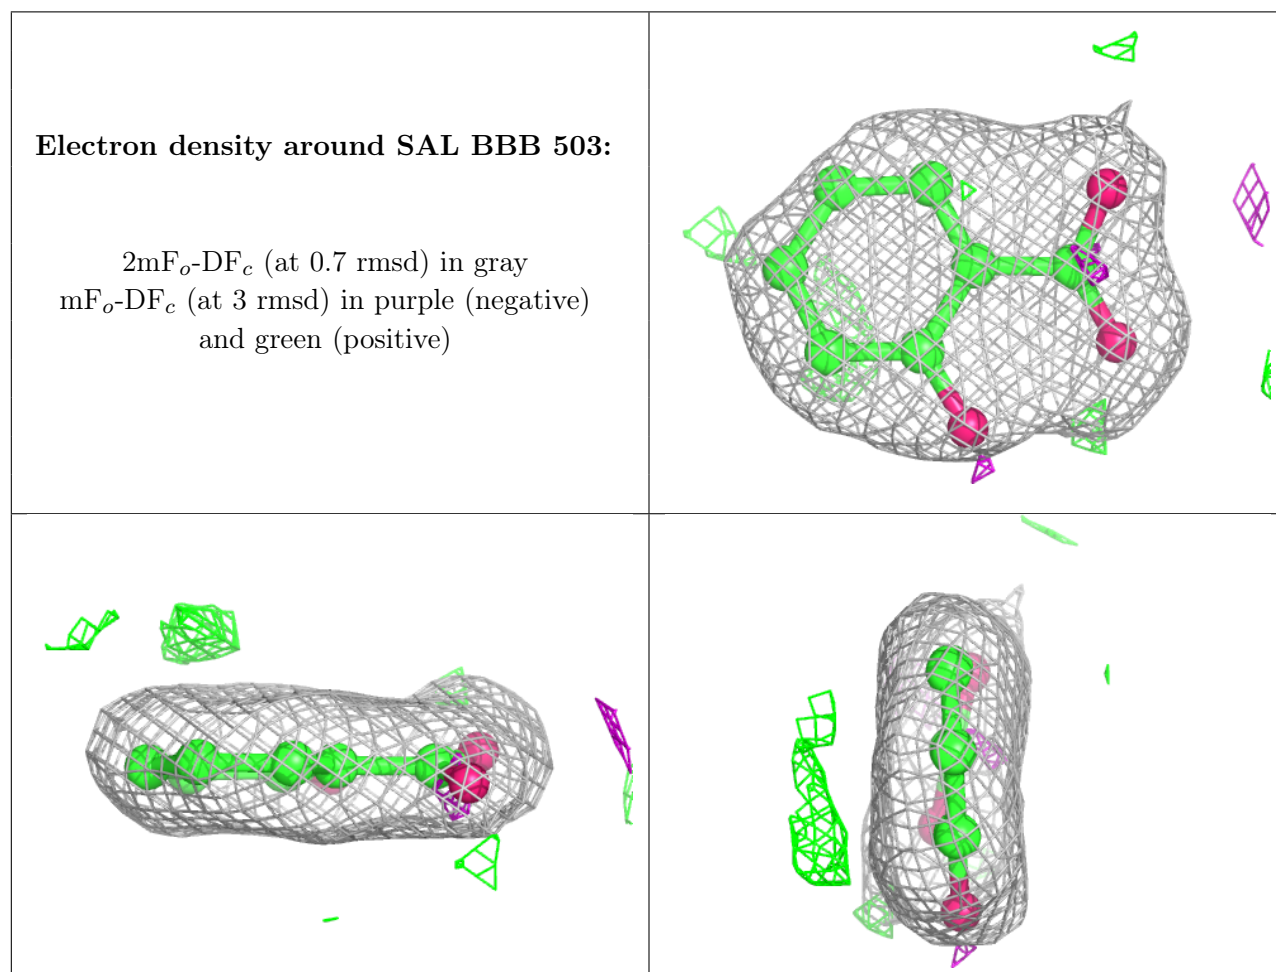 Electron density around SAL BBB 503:
2mFo-DFc (at 0.7 rmsd) in gray
mFo-DFc (at 3 rmsd) in purple (negative)
and green (positive)